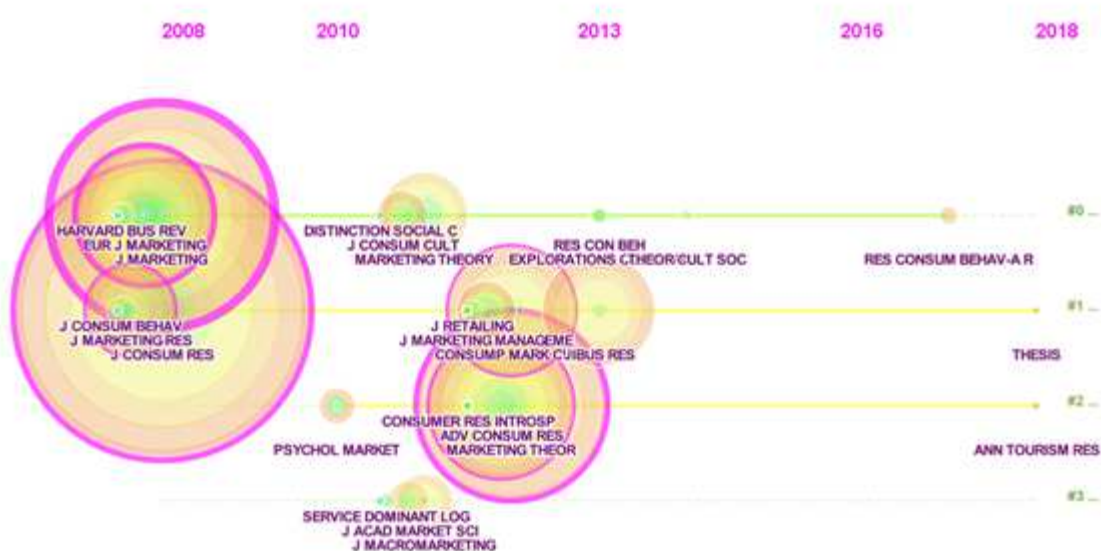 2008 2010 2013 2016 2018
#0 ...
HARVARD BUS REV DISTINCTION SOCIAL C RES CON BEH
EUR J MARKETING J CONSUM CULT
J MARKETING MARKETING THEORY EXPLORATIONS CTHEOR CULT SOC RES CONSUM BEHAV-A R
#1 ...
J CONSUM BEHAV J RETAILING
J MARKETING RES J MARKETING MANAGEME
J CONSUM RES CONSUMP MARK CUIBUS RES THESIS
#2 ...
CONSUMER RES INTROSP
ADV CONSUM RES
PSYCHOL MARKET MARKETING THEOR ANN TOURISM RES
#3 ...
SERVICE DOMINANT LOG
J ACAD MARKET SCI
J MACROMARKETING